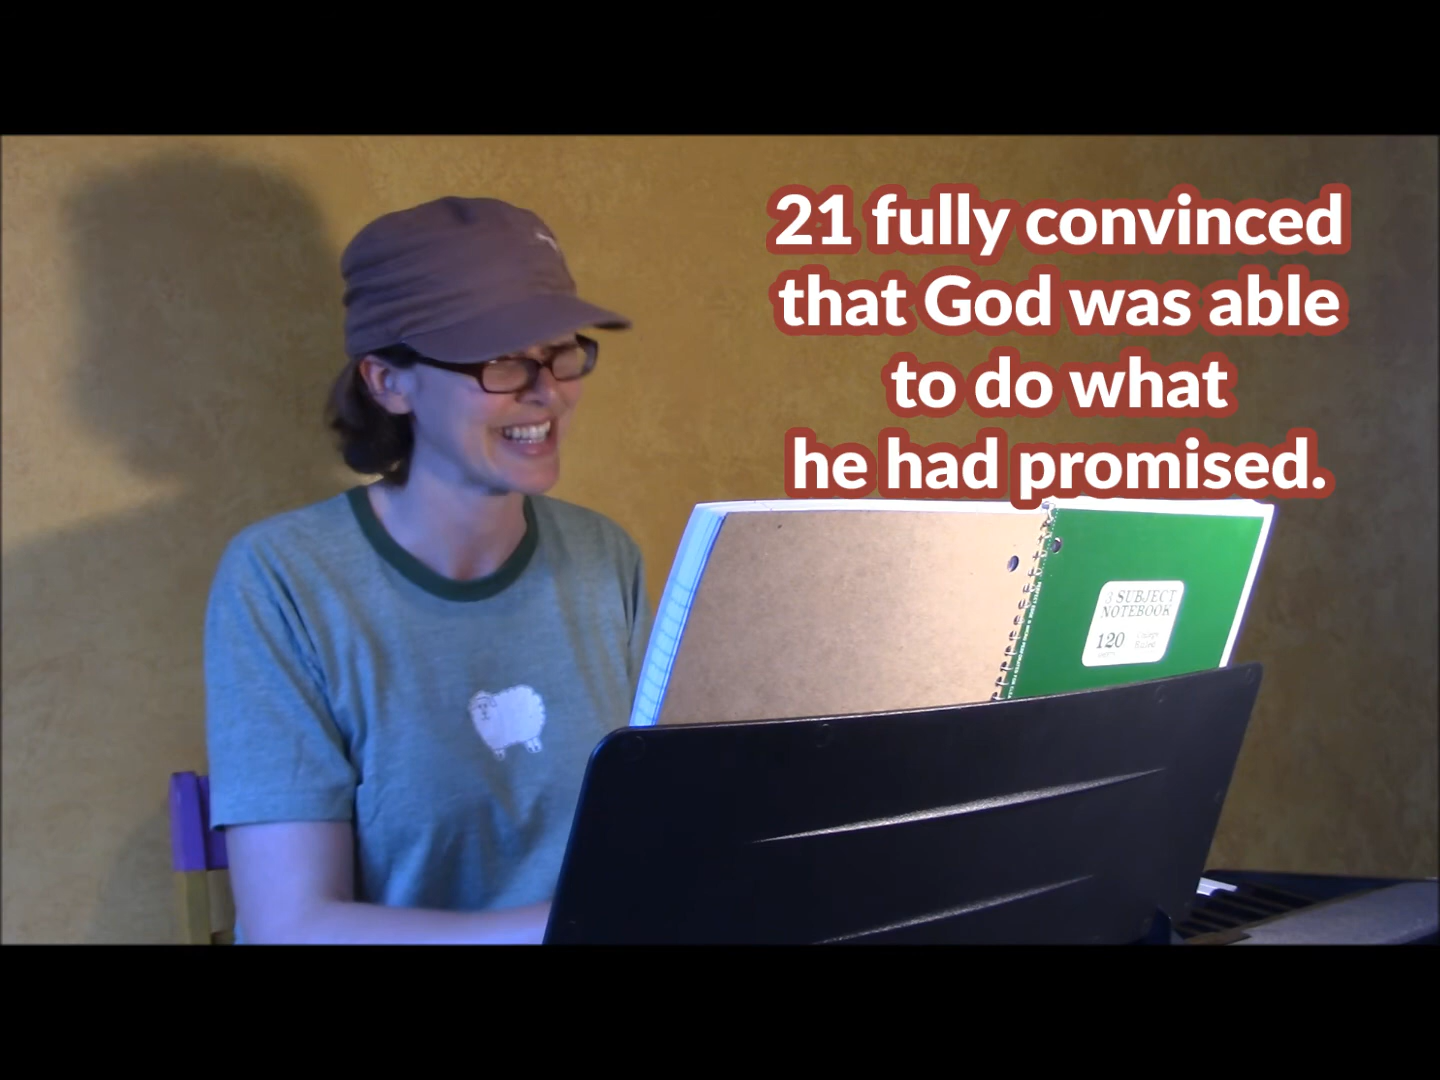 21 fully convinced
that God was able
to do what
he had promised.
3 SUBJECT
NOTEBOOK
120